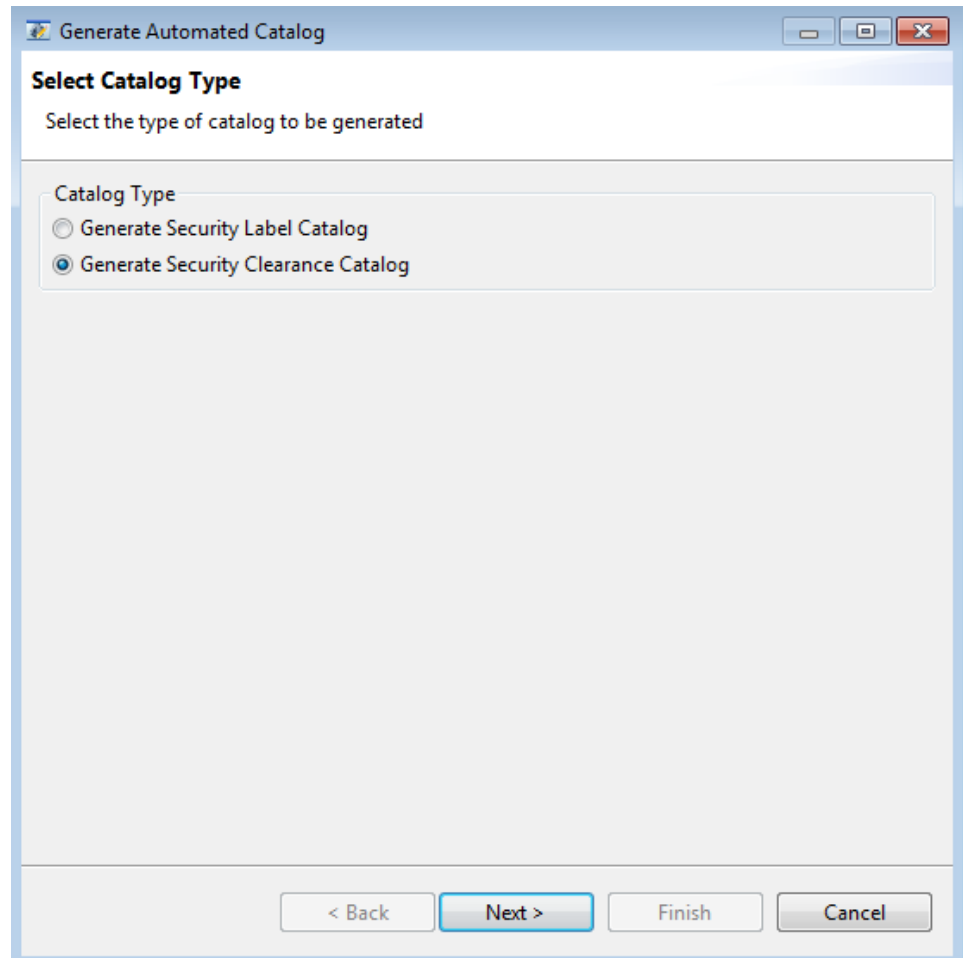 Generate Automated Catalog
Select Catalog Type
Select the type of catalog to be generated
Catalog Type
Generate Security Label Catalog
Generate Security Clearance Catalog
< Back Next > Finish Cancel